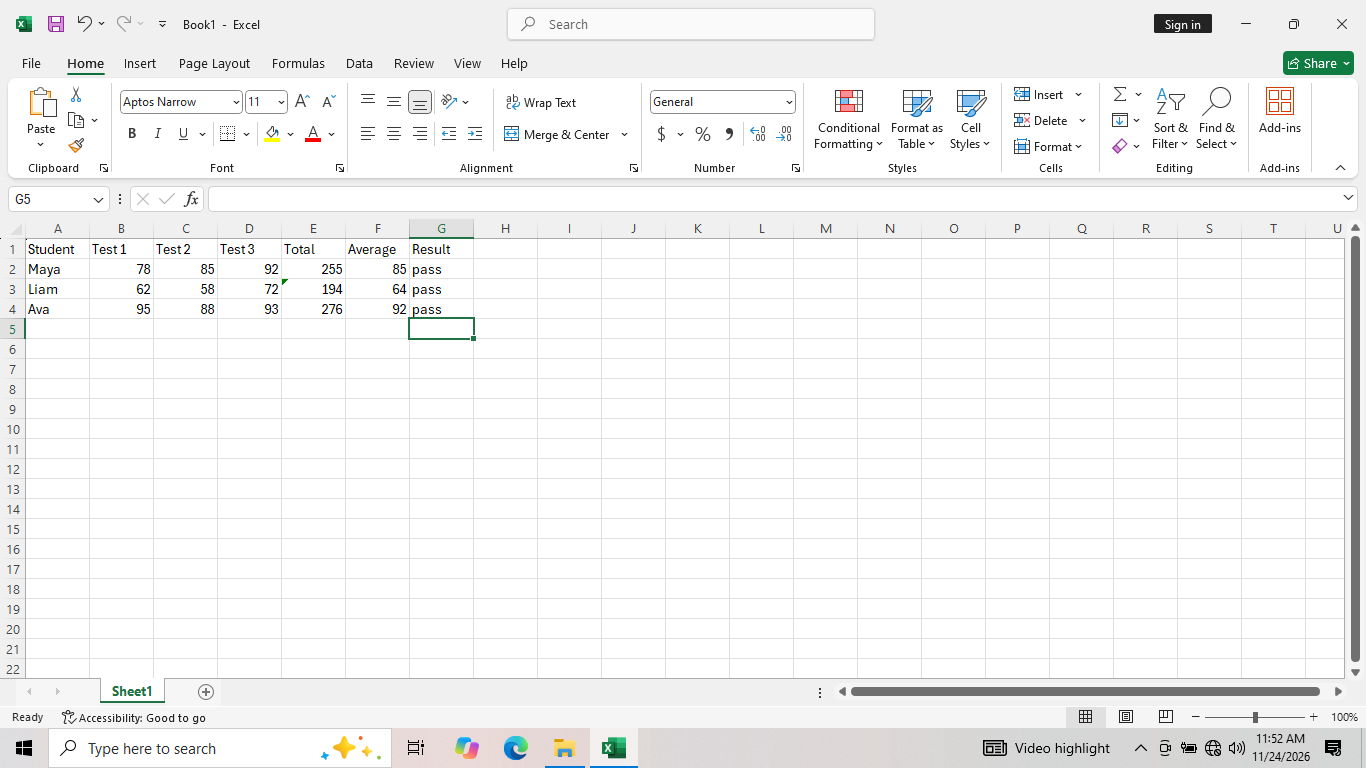 Book1 - Excel
Search
Sign in
File Home Insert Page Layout Formulas Data Review View Help
Share
Paste
Aptos Narrow 11
B I U
Wrap Text
Merge & Center
General
$ % 9
Conditional Formatting
Format as Table
Cell Styles
Insert
Delete
Format
Sort & Filter
Find & Select
Add-ins
Clipboard Font Alignment Number Styles Cells Editing Add-ins
G5 fx
A B C D E F G H I J K L M N O P Q R S T U
1 Student Test 1 Test 2 Test 3 Total Average Result
2 Maya 78 85 92 255 85 pass
3 Liam 62 58 72 194 64 pass
4 Ava 95 88 93 276 92 pass
5
6
7
8
9
10
11
12
13
14
15
16
17
18
19
20
21
22
Sheet1
Ready Accessibility: Good to go 100%
Type here to search
Video highlight
11:52 AM
11/24/2026